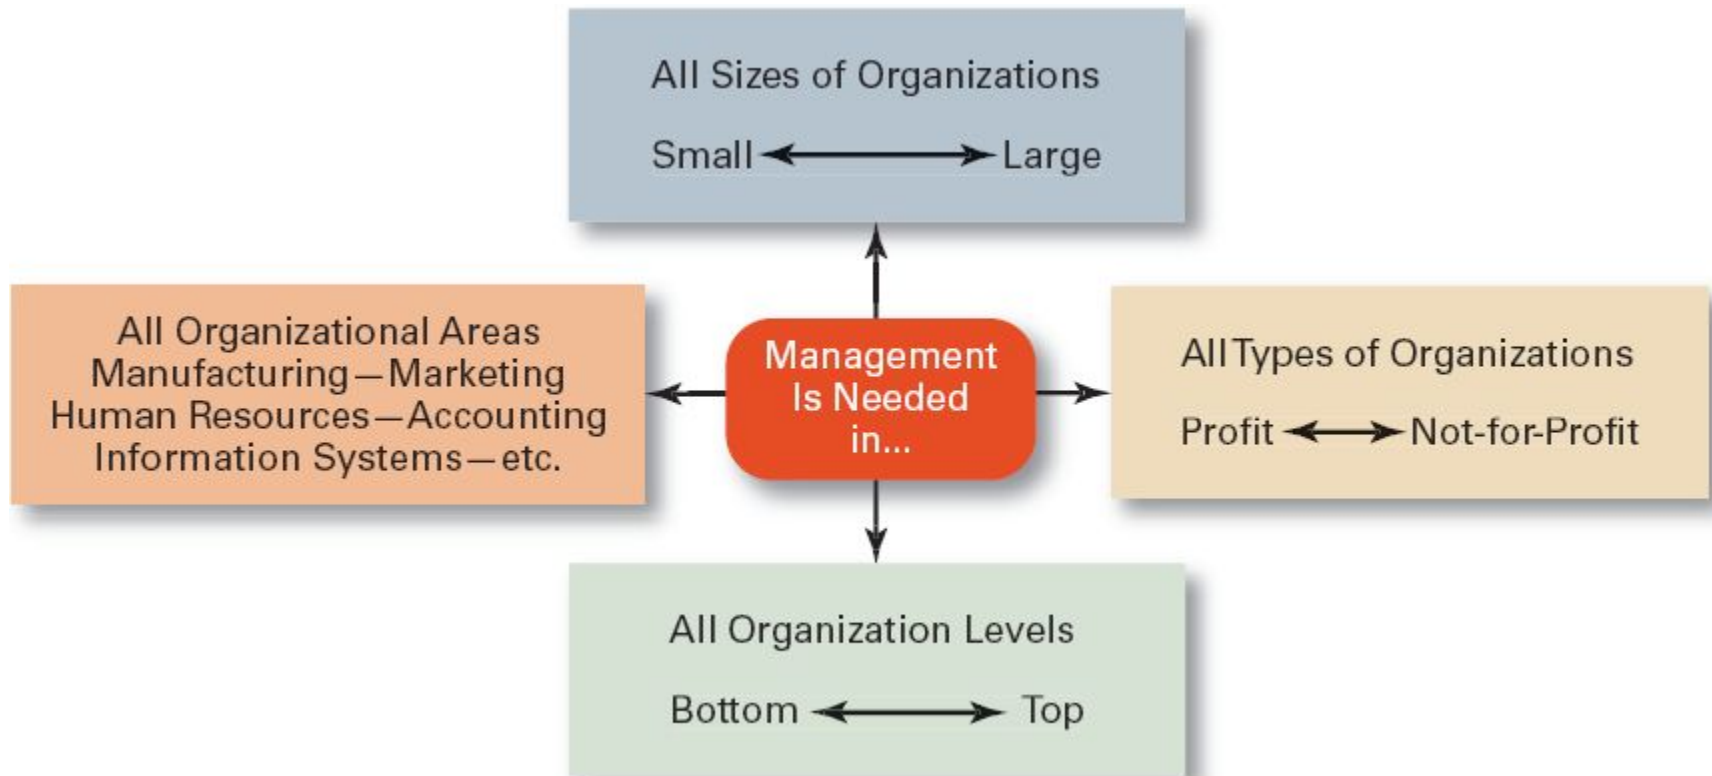 All Sizes of Organizations
Small Large
All Organizational Areas
Manufacturing—Marketing
Human Resources—Accounting
Information Systems—etc.
Management
Is Needed
in...
All Types of Organizations
Profit Not-for-Profit
All Organization Levels
Bottom Top